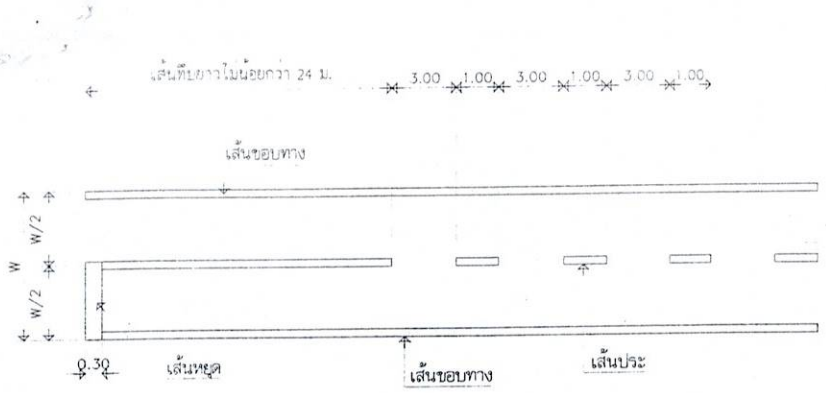 เส้นทึบยาวไม่น้อยกว่า 24 ม. 3.00 1.00 3.00 1.00 3.00 1.00
เส้นขอบทาง
W/2
W
W/2
0.30 เส้นหยุด เส้นขอบทาง เส้นประ